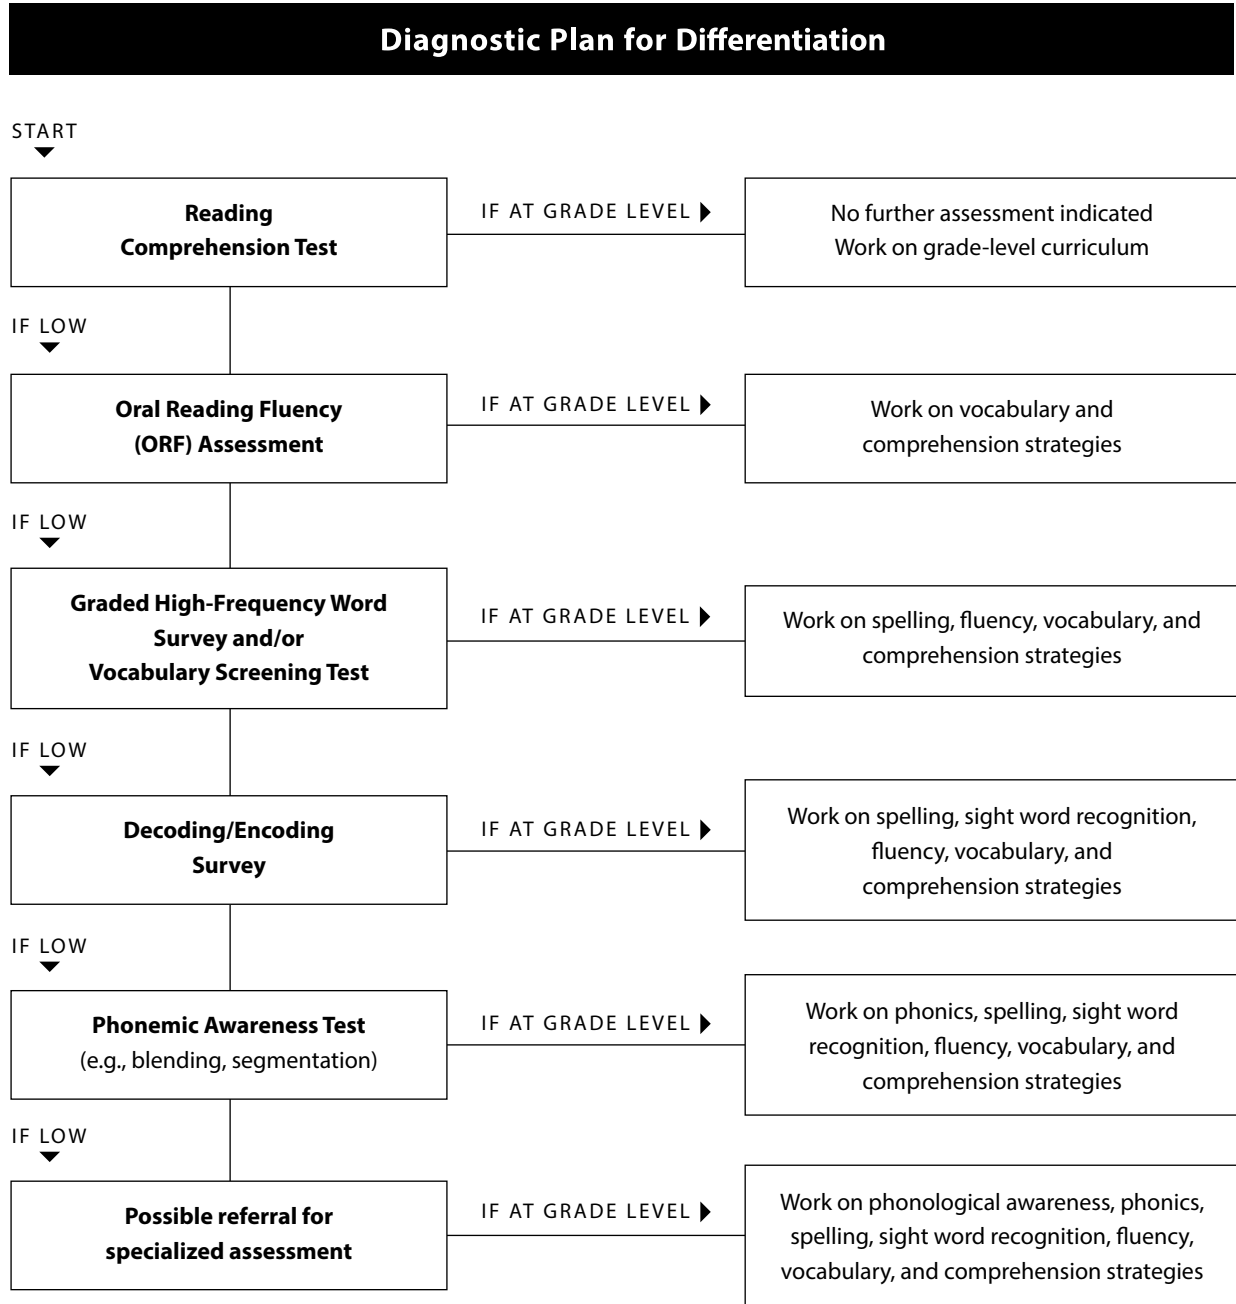 Diagnostic Plan for Differentiation
START
Reading
Comprehension Test
IF AT GRADE LEVEL
No further assessment indicated
Work on grade-level curriculum
IF LOW
Oral Reading Fluency
(ORF) Assessment
IF AT GRADE LEVEL
Work on vocabulary and
comprehension strategies
IF LOW
Graded High-Frequency Word
Survey and/or
Vocabulary Screening Test
IF AT GRADE LEVEL
Work on spelling, fluency, vocabulary, and
comprehension strategies
IF LOW
Decoding/Encoding
Survey
IF AT GRADE LEVEL
Work on spelling, sight word recognition,
fluency, vocabulary, and
comprehension strategies
IF LOW
Phonemic Awareness Test
(e.g., blending, segmentation)
IF AT GRADE LEVEL
Work on phonics, spelling, sight word
recognition, fluency, vocabulary, and
comprehension strategies
IF LOW
Possible referral for
specialized assessment
IF AT GRADE LEVEL
Work on phonological awareness, phonics,
spelling, sight word recognition, fluency,
vocabulary, and comprehension strategies